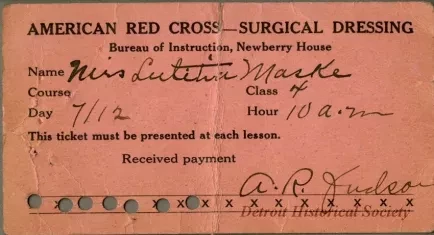 AMERICAN RED CROSS—SURGICAL DRESSING
Bureau of Instruction, Newberry House
Name Mrs Lutetia Maske
Course Class 4
Day 7/12 Hour 10 a.m
This ticket must be presented at each lesson.
Received payment
A. R. Judson
x x x x x x x x x x x x x x x
Detroit Historical Society